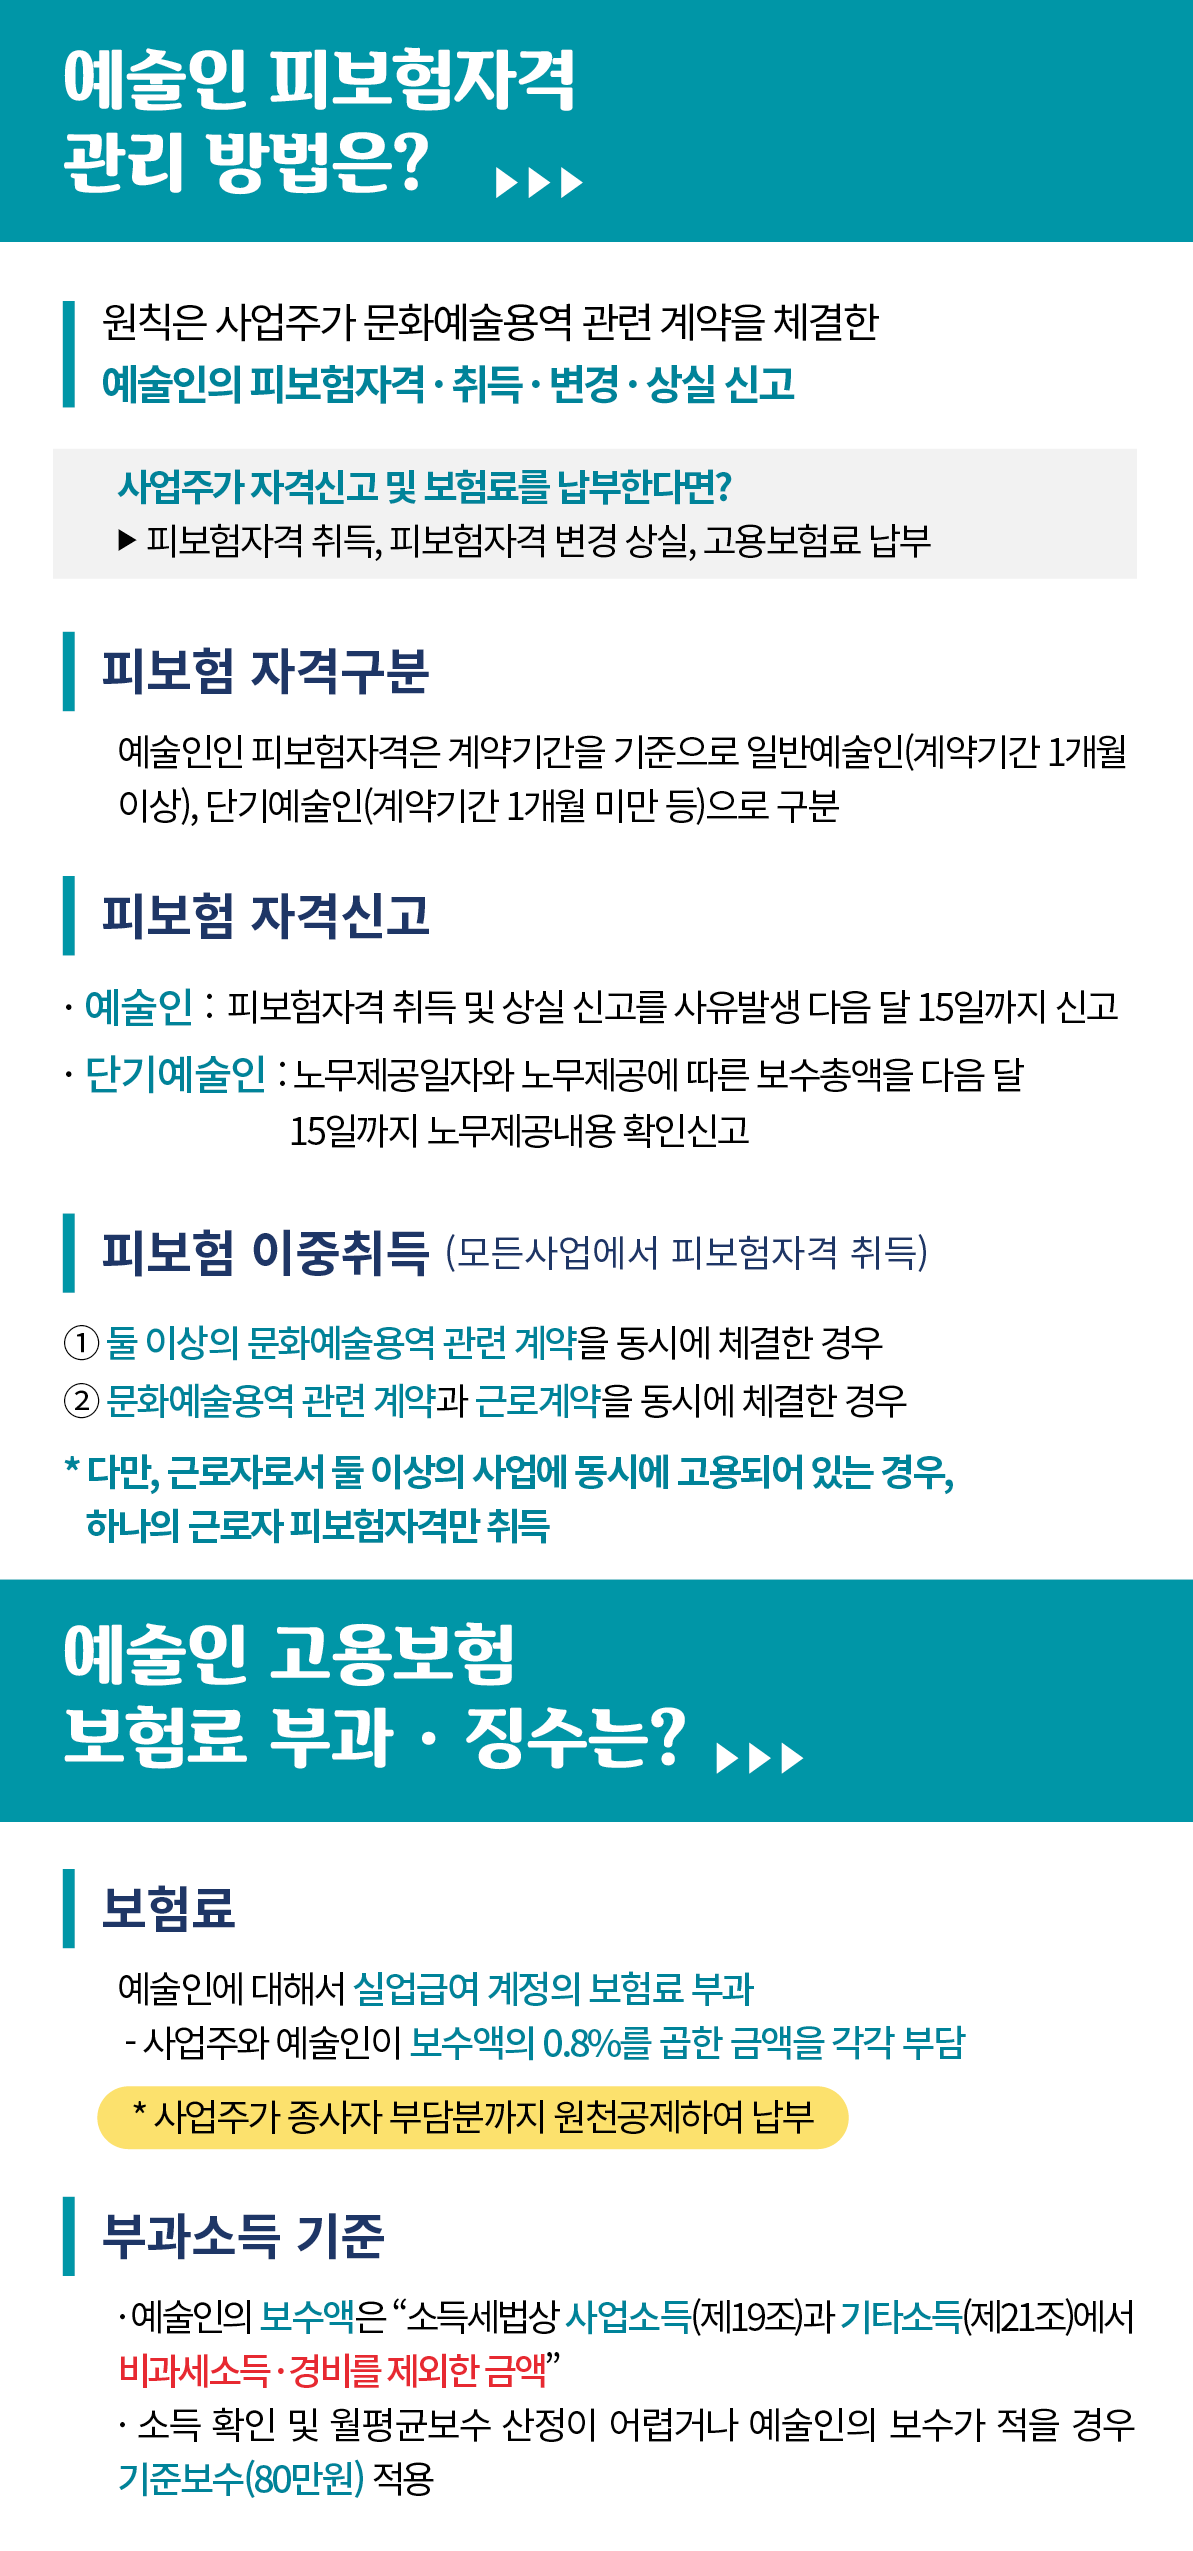 예술인 피보험자격
관리 방법은? ▶▶▶
원칙은 사업주가 문화예술용역 관련 계약을 체결한
예술인의 피보험자격 · 취득 · 변경 · 상실 신고
사업주가 자격신고 및 보험료를 납부한다면?
▶ 피보험자격 취득, 피보험자격 변경 상실, 고용보험료 납부
피보험 자격구분
예술인인 피보험자격은 계약기간을 기준으로 일반예술인(계약기간 1개월
이상), 단기예술인(계약기간 1개월 미만 등)으로 구분
피보험 자격신고
· 예술인 : 피보험자격 취득 및 상실 신고를 사유발생 다음 달 15일까지 신고
· 단기예술인 : 노무제공일자와 노무제공에 따른 보수총액을 다음 달
15일까지 노무제공내용 확인신고
피보험 이중취득 (모든사업에서 피보험자격 취득)
① 둘 이상의 문화예술용역 관련 계약을 동시에 체결한 경우
② 문화예술용역 관련 계약과 근로계약을 동시에 체결한 경우
* 다만, 근로자로서 둘 이상의 사업에 동시에 고용되어 있는 경우,
하나의 근로자 피보험자격만 취득
예술인 고용보험
보험료 부과 · 징수는? ▶▶▶
보험료
예술인에 대해서 실업급여 계정의 보험료 부과
- 사업주와 예술인이 보수액의 0.8%를 곱한 금액을 각각 부담
* 사업주가 종사자 부담분까지 원천공제하여 납부
부과소득 기준
· 예술인의 보수액은 “소득세법상 사업소득(제19조)과 기타소득(제21조)에서
비과세소득 · 경비를 제외한 금액”
· 소득 확인 및 월평균보수 산정이 어렵거나 예술인의 보수가 적을 경우
기준보수(80만원) 적용